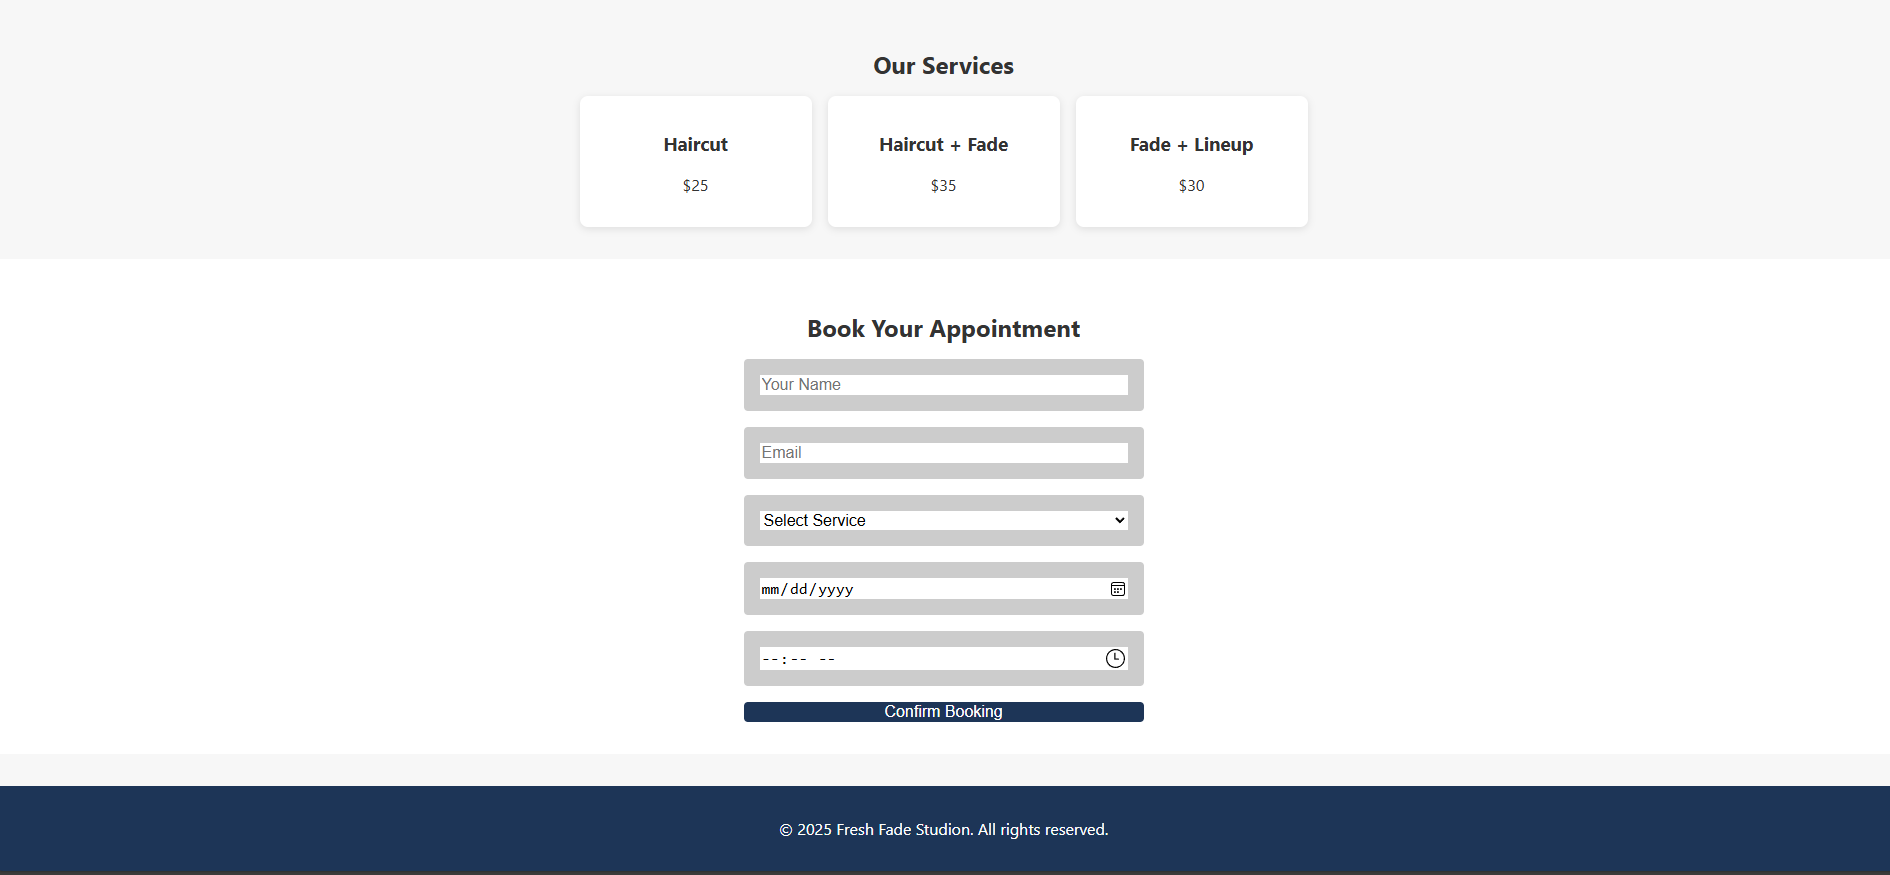 Our Services
Haircut
$25
Haircut + Fade
$35
Fade + Lineup
$30
Book Your Appointment
Your Name
Email
Select Service
mm/dd/yyyy
--:-- --
Confirm Booking
© 2025 Fresh Fade Studion. All rights reserved.